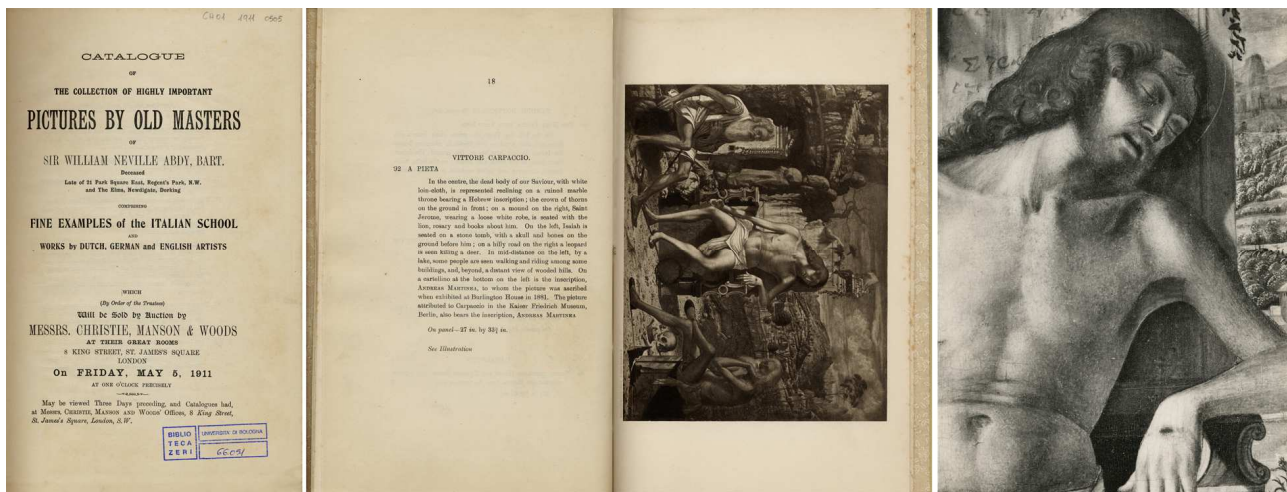 CH01 1911 0505
CATALOGUE
OF
THE COLLECTION OF HIGHLY IMPORTANT
PICTURES BY OLD MASTERS
OF
SIR WILLIAM NEVILLE ABDY, BART.
Deceased
Late of 21 Park Square East, Regent's Park, N.W.
and The Elms, Newdigate, Dorking
COMPRISING
FINE EXAMPLES of the ITALIAN SCHOOL
AND
WORKS by DUTCH, GERMAN and ENGLISH ARTISTS
WHICH
(By Order of the Trustees)
Will be Sold by Auction by
MESSRS. CHRISTIE, MANSON & WOODS
AT THEIR GREAT ROOMS
8 KING STREET, ST. JAMES'S SQUARE
LONDON
On FRIDAY, MAY 5, 1911
AT ONE O'CLOCK PRECISELY
May be viewed Three Days preceding, and Catalogues had,
at Messrs. CHRISTIE, MANSON AND WOODS' Offices, 8 King Street,
St. James's Square, London, S.W.
BIBLIO
TECA
ZERI
UNIVERSITÀ DI BOLOGNA
18
VITTORE CARPACCIO.
92 A PIETA
In the centre, the dead body of our Saviour, with white
loin-cloth, is represented reclining on a ruined marble
throne bearing a Hebrew inscription; the crown of thorns
on the ground in front; on a mound on the right, Saint
Jerome, wearing a loose white robe, is seated with the
lion, rosary and books about him. On the left, Isaiah is
seated on a stone tomb, with a skull and bones on the
ground before him; on a hilly road on the right a leopard
is seen killing a deer. In mid-distance on the left, by a
lake, some people are seen walking and riding among some
buildings, and, beyond, a distant view of wooded hills. On
a cartellino at the bottom on the left is the inscription,
ANDREAS MARTINEA, to whom the picture was ascribed
when exhibited at Burlington House in 1881. The picture
attributed to Carpaccio in the Kaiser Friedrich Museum,
Berlin, also bears the inscription, ANDREAS MARTINEA
On panel—27 in. by 33¾ in.
See Illustration